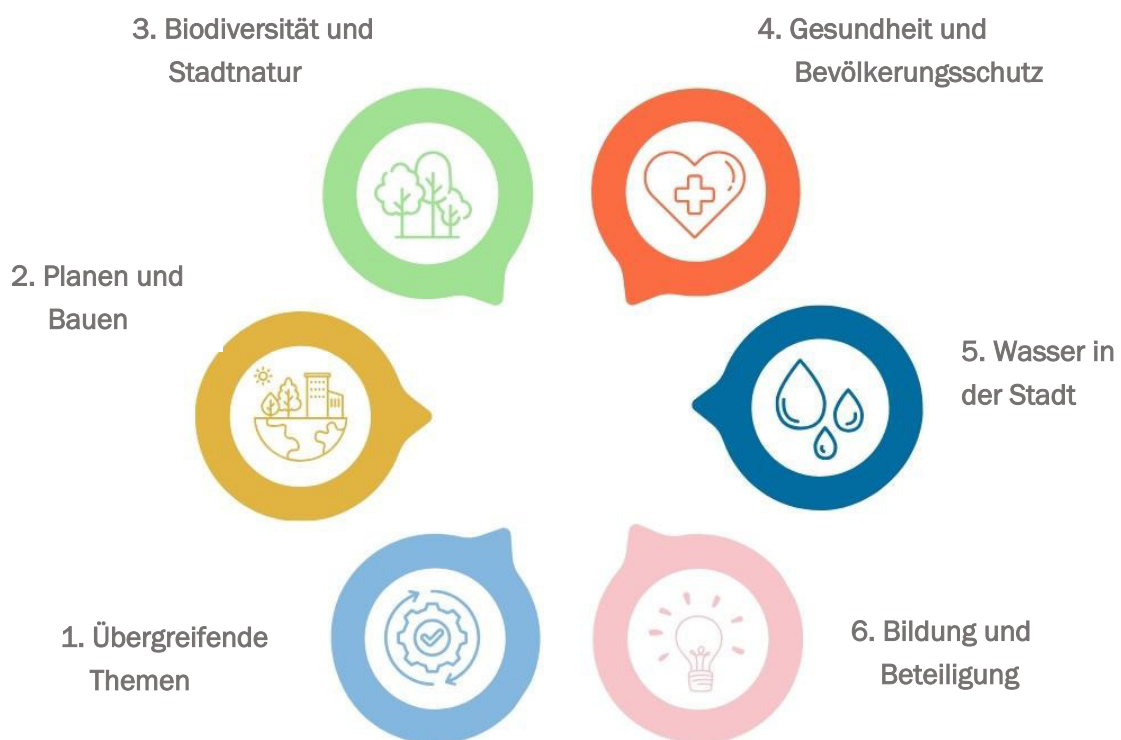 3. Biodiversität und
Stadtnatur
4. Gesundheit und
Bevölkerungsschutz
2. Planen und
Bauen
5. Wasser in
der Stadt
1. Übergreifende
Themen
6. Bildung und
Beteiligung